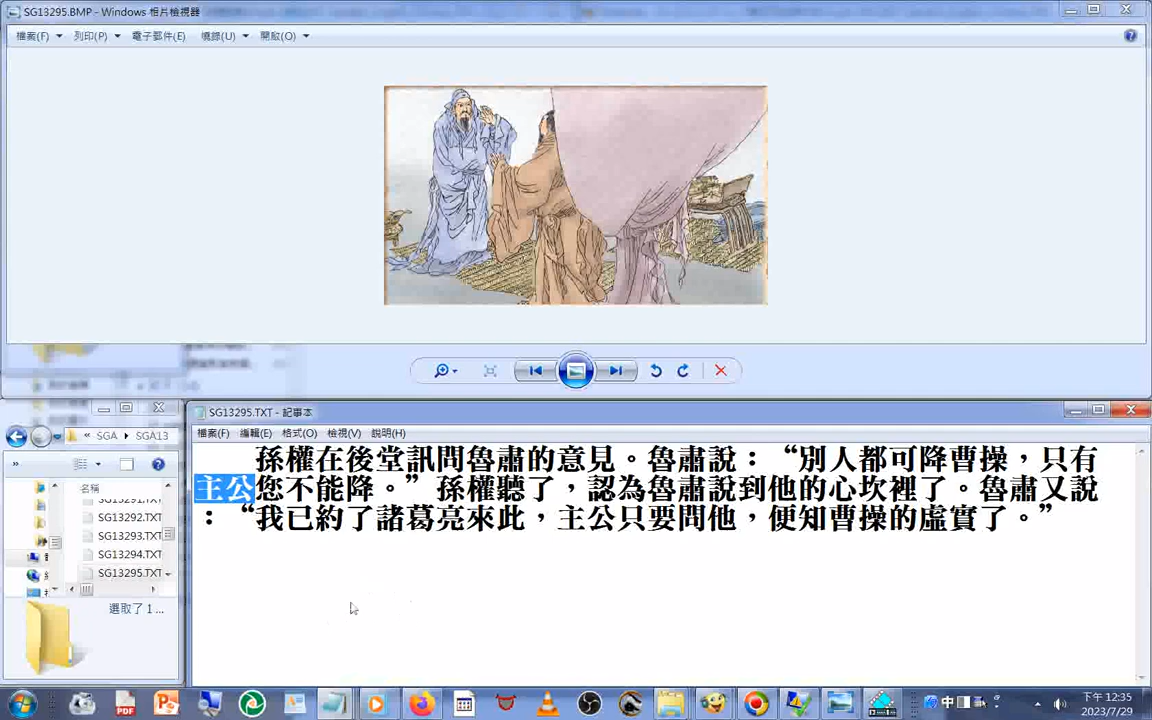 SG13295.BMP - Windows 相片檢視器
檔案(F) 列印(P) 電子郵件(E) 燒錄(U) 開啟(O)
SG13295.TXT - 記事本
SGA SGA13
檔案(F) 編輯(E) 格式(O) 檢視(V) 說明(H)
孫權在後堂訊問魯肅的意見。魯肅說：“別人都可降曹操，只有
主公您不能降。”孫權聽了，認為魯肅說到他的心坎裡了。魯肅又說
：“我已約了諸葛亮來此，主公只要問他，便知曹操的虛實了。”
名稱
SG13292.TXT
SG13293.TXT
SG13294.TXT
SG13295.TXT
選取了 1 ...
PDF
中
下午 12:35
2023/7/29